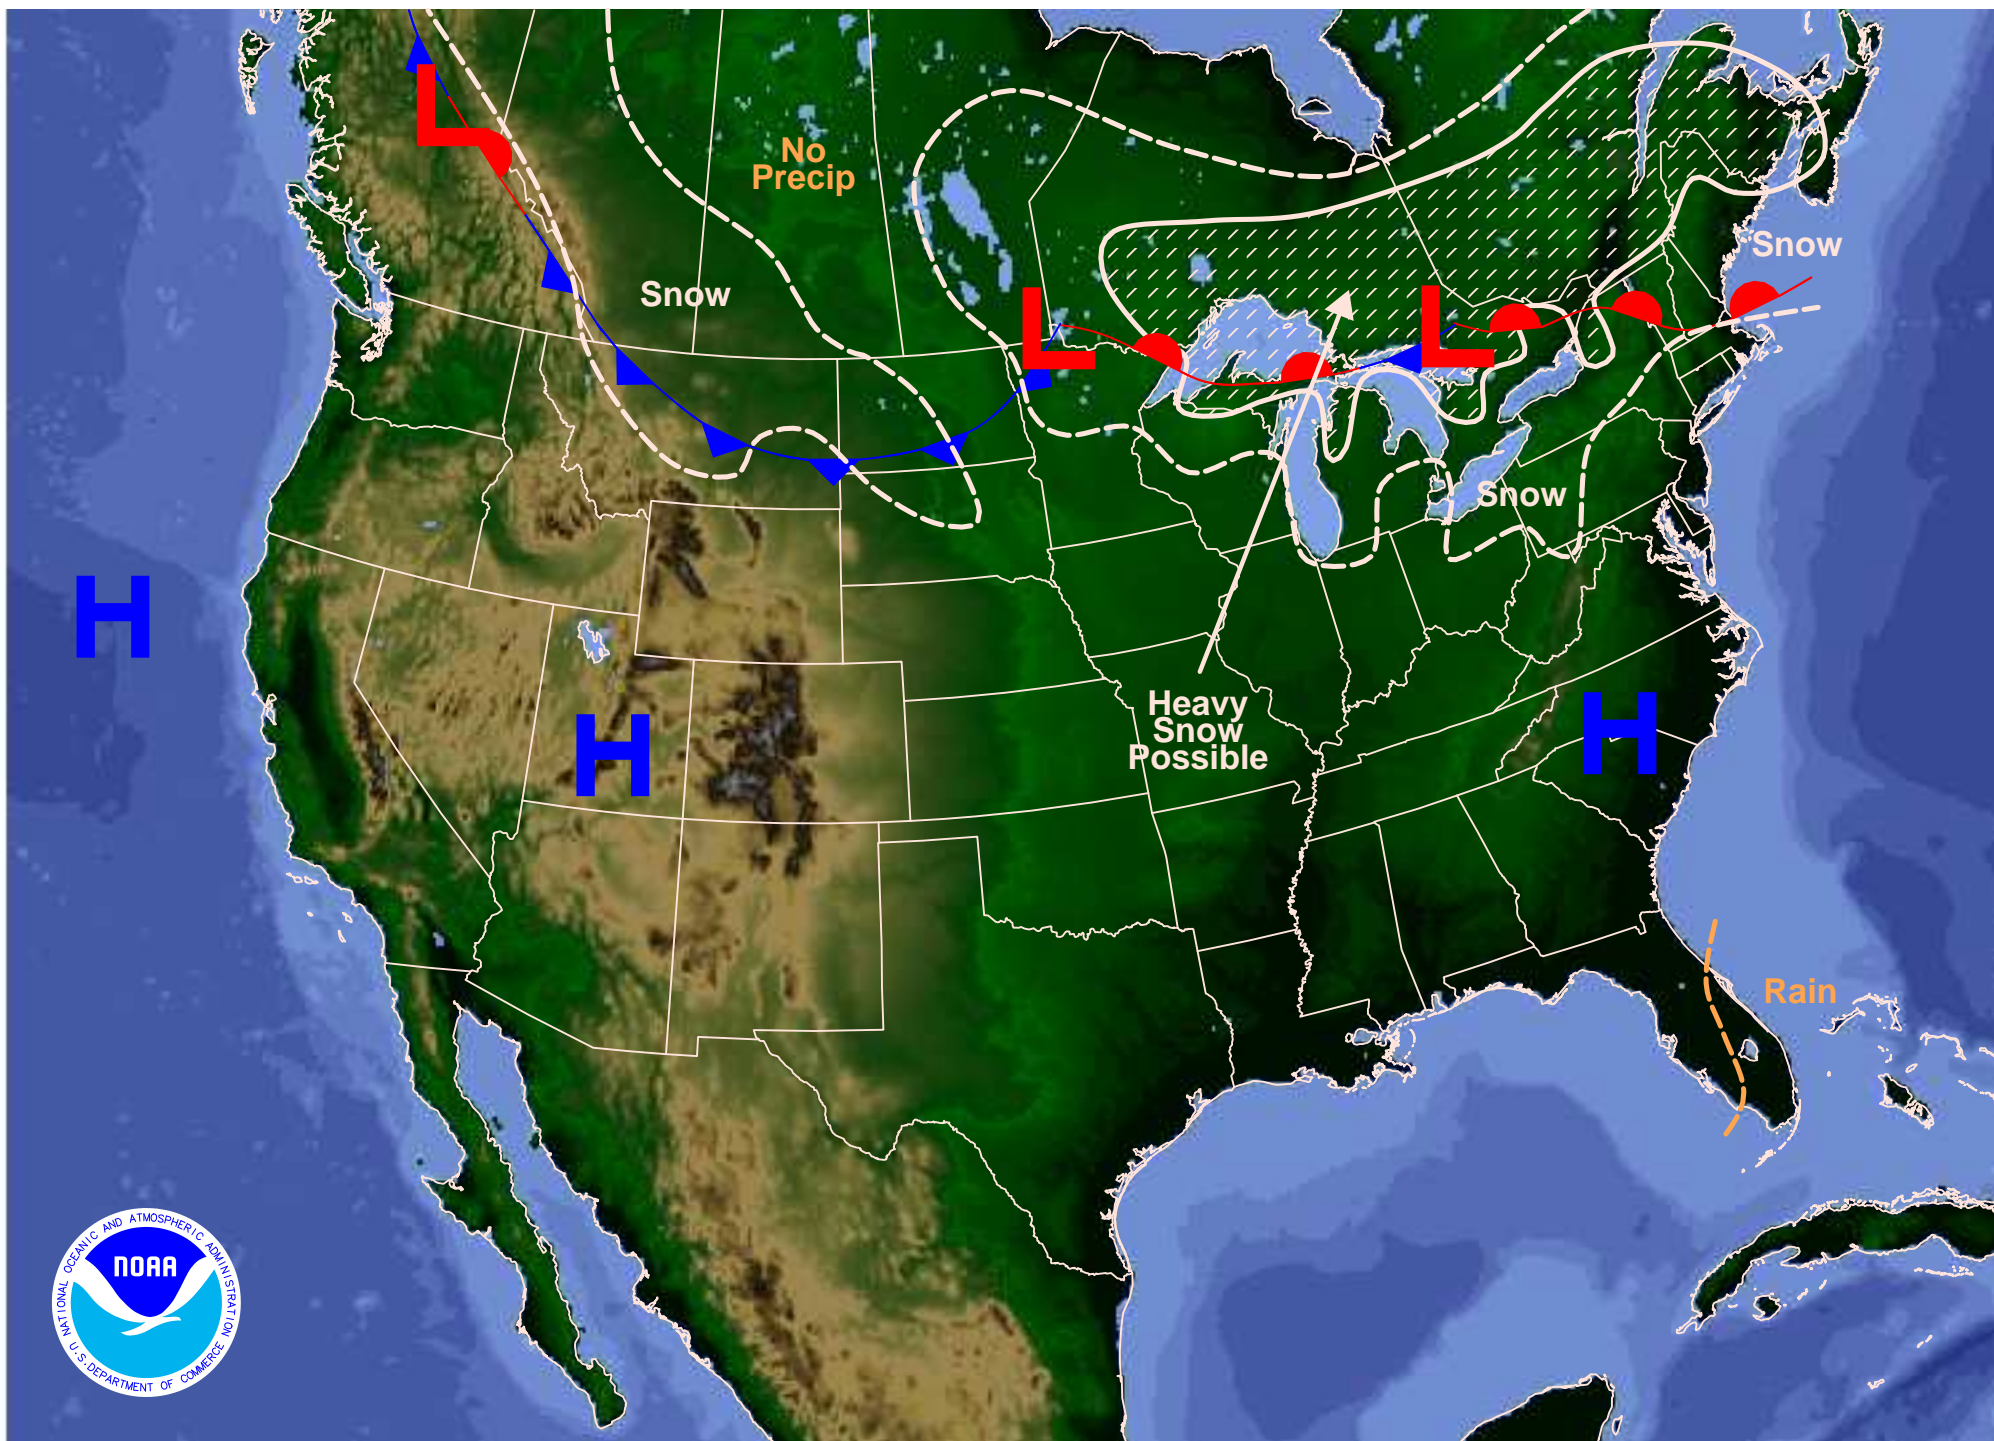 No
Precip
L
Snow
Snow
L
L
Snow
H
H
Heavy
Snow
Possible
H
Rain
NATIONAL OCEANIC AND ATMOSPHERIC ADMINISTRATION
NOAA
U.S. DEPARTMENT OF COMMERCE